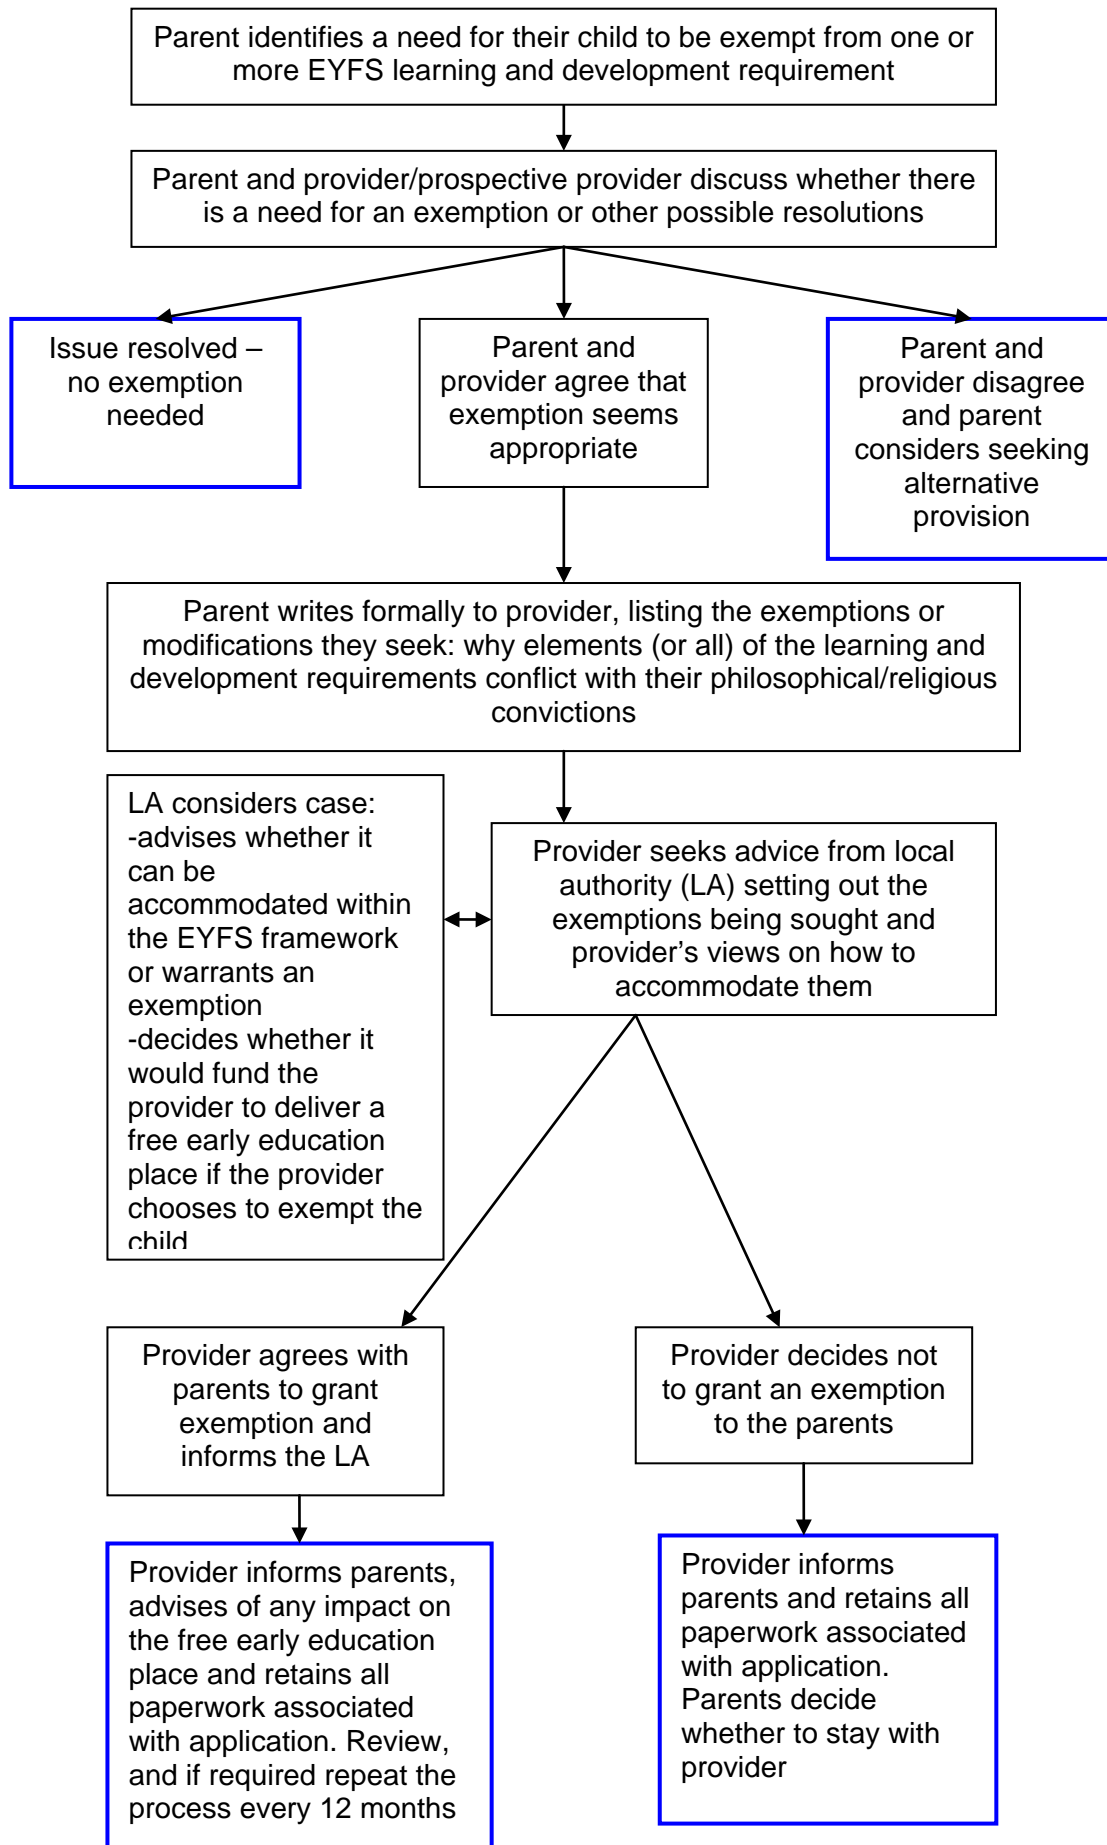 Parent identifies a need for their child to be exempt from one or
more EYFS learning and development requirement
Parent and provider/prospective provider discuss whether there
is a need for an exemption or other possible resolutions
Issue resolved –
no exemption
needed
Parent and
provider agree that
exemption seems
appropriate
Parent and
provider disagree
and parent
considers seeking
alternative
provision
Parent writes formally to provider, listing the exemptions or
modifications they seek: why elements (or all) of the learning and
development requirements conflict with their philosophical/religious
convictions
LA considers case:
-advises whether it
can be
accommodated within
the EYFS framework
or warrants an
exemption
-decides whether it
would fund the
provider to deliver a
free early education
place if the provider
chooses to exempt the
child
Provider seeks advice from local
authority (LA) setting out the
exemptions being sought and
provider’s views on how to
accommodate them
Provider agrees with
parents to grant
exemption and
informs the LA
Provider decides not
to grant an exemption
to the parents
Provider informs parents,
advises of any impact on
the free early education
place and retains all
paperwork associated
with application. Review,
and if required repeat the
process every 12 months
Provider informs
parents and retains all
paperwork associated
with application.
Parents decide
whether to stay with
provider